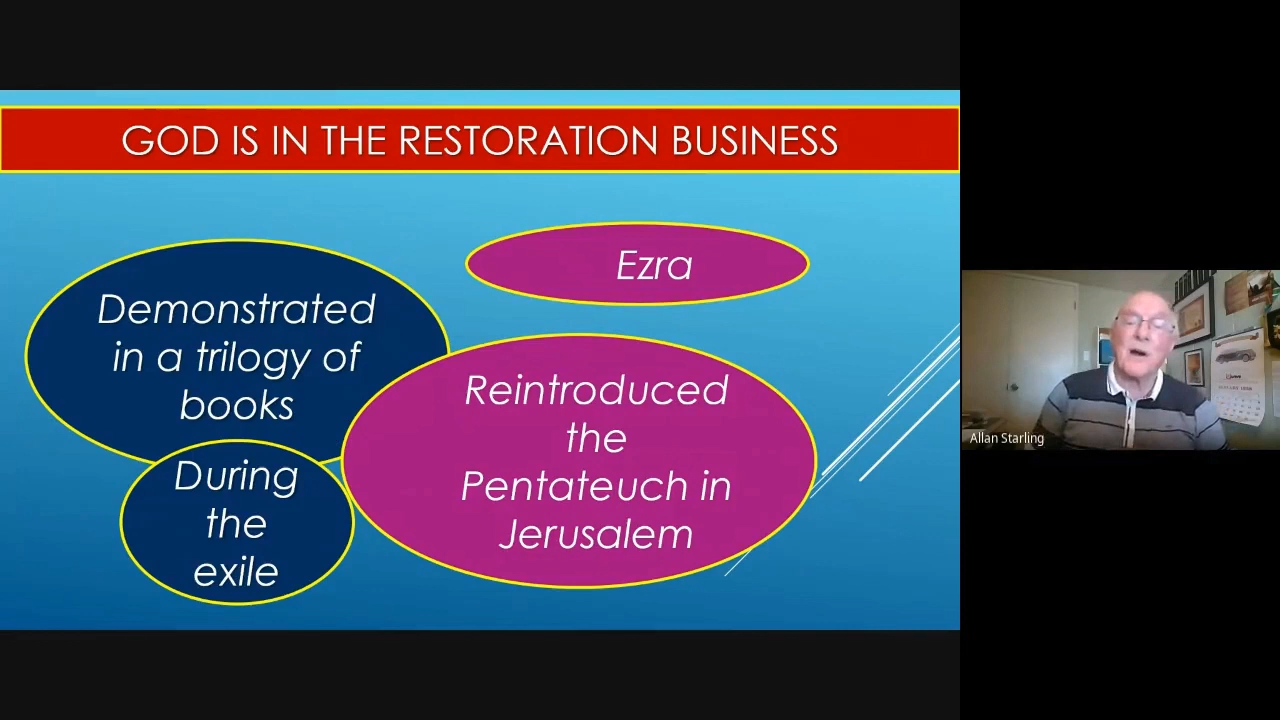 GOD IS IN THE RESTORATION BUSINESS
Demonstrated
in a trilogy of
books
During
the
exile
Ezra
Reintroduced
the
Pentateuch in
Jerusalem
Allan Starling